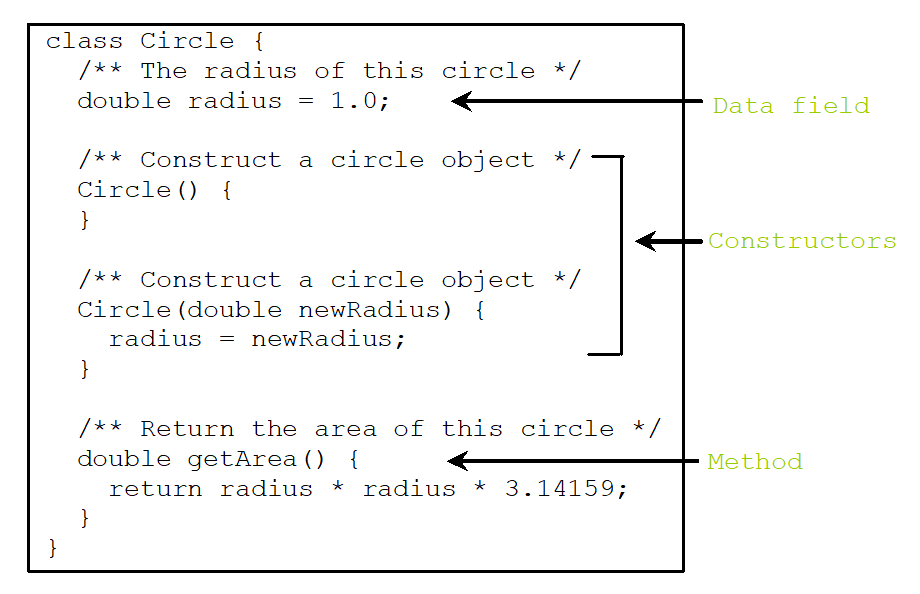 class Circle {
/** The radius of this circle */
double radius = 1.0;
Data field
/** Construct a circle object */
Circle() {
}
Constructors
/** Construct a circle object */
Circle(double newRadius) {
radius = newRadius;
}
/** Return the area of this circle */
double getArea() {
Method
return radius * radius * 3.14159;
}
}